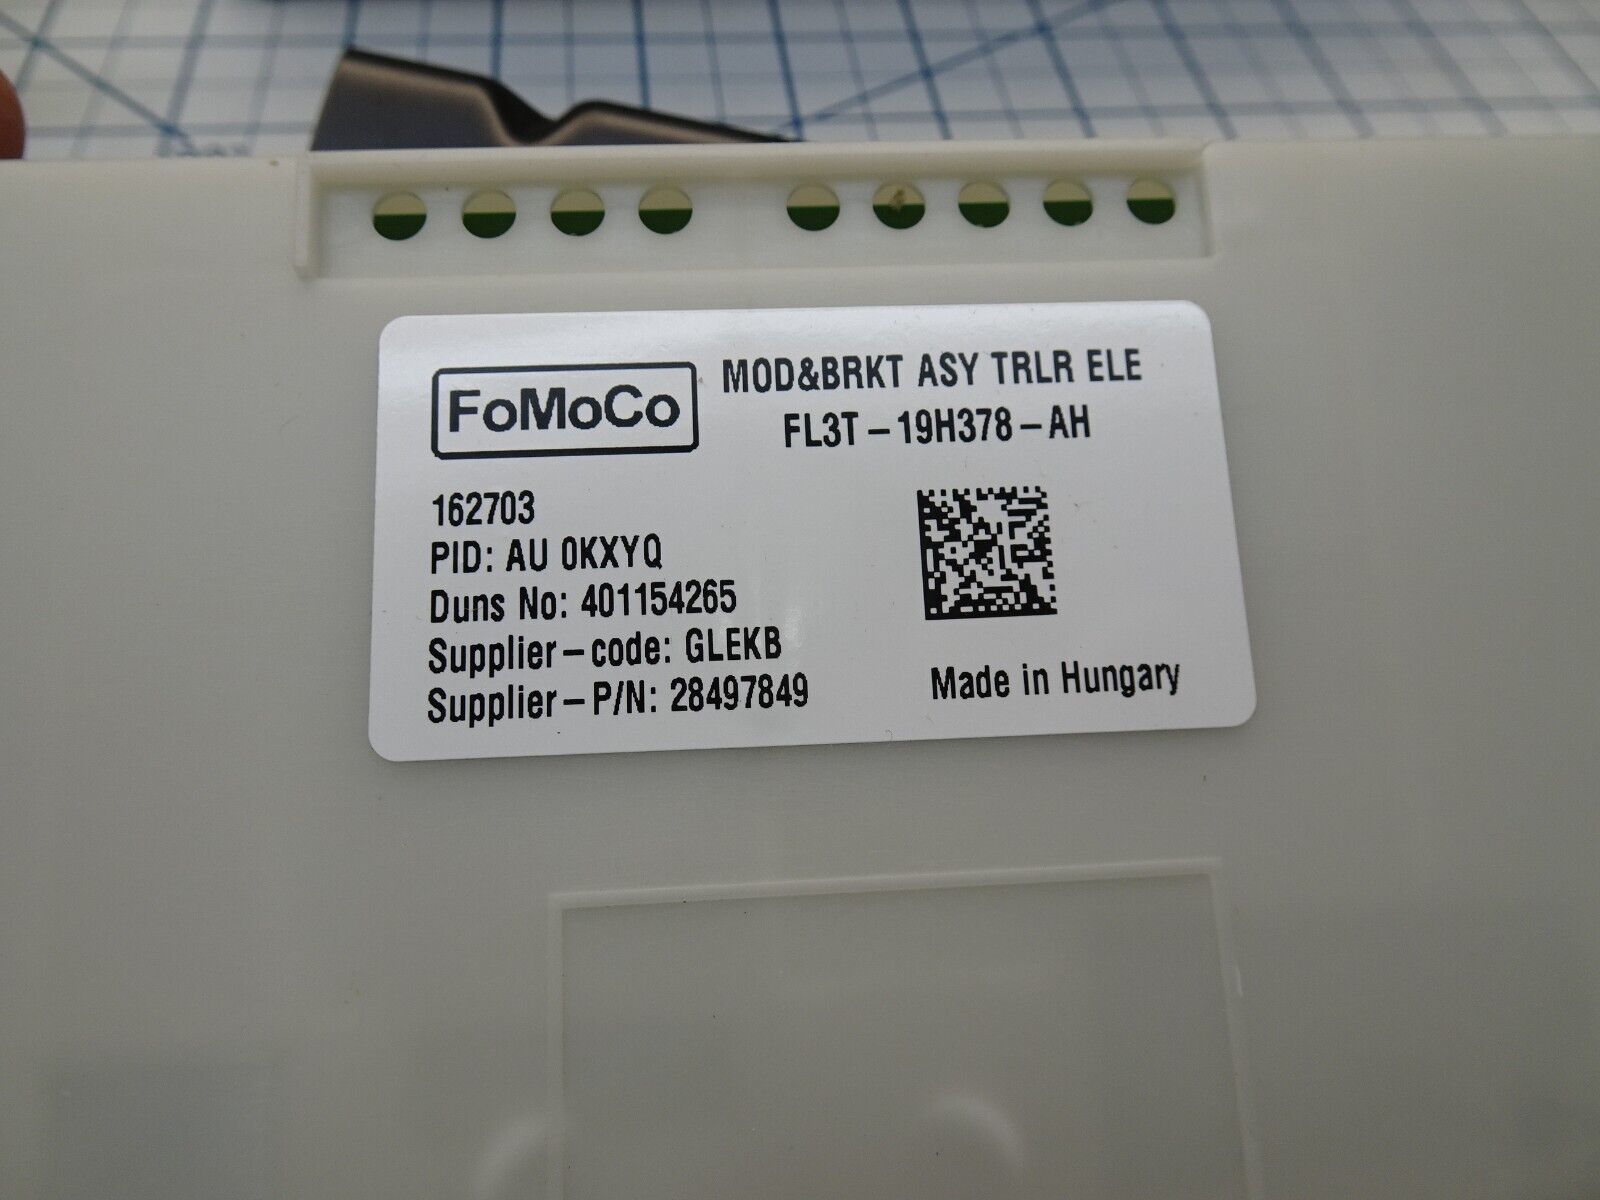 FoMoCo
MOD&BRKT ASY TRLR ELE
FL3T-19H378-AH
162703
PID: AU 0KXYQ
Duns No: 401154265
Supplier-code: GLEKB
Supplier-P/N: 28497849
Made in Hungary